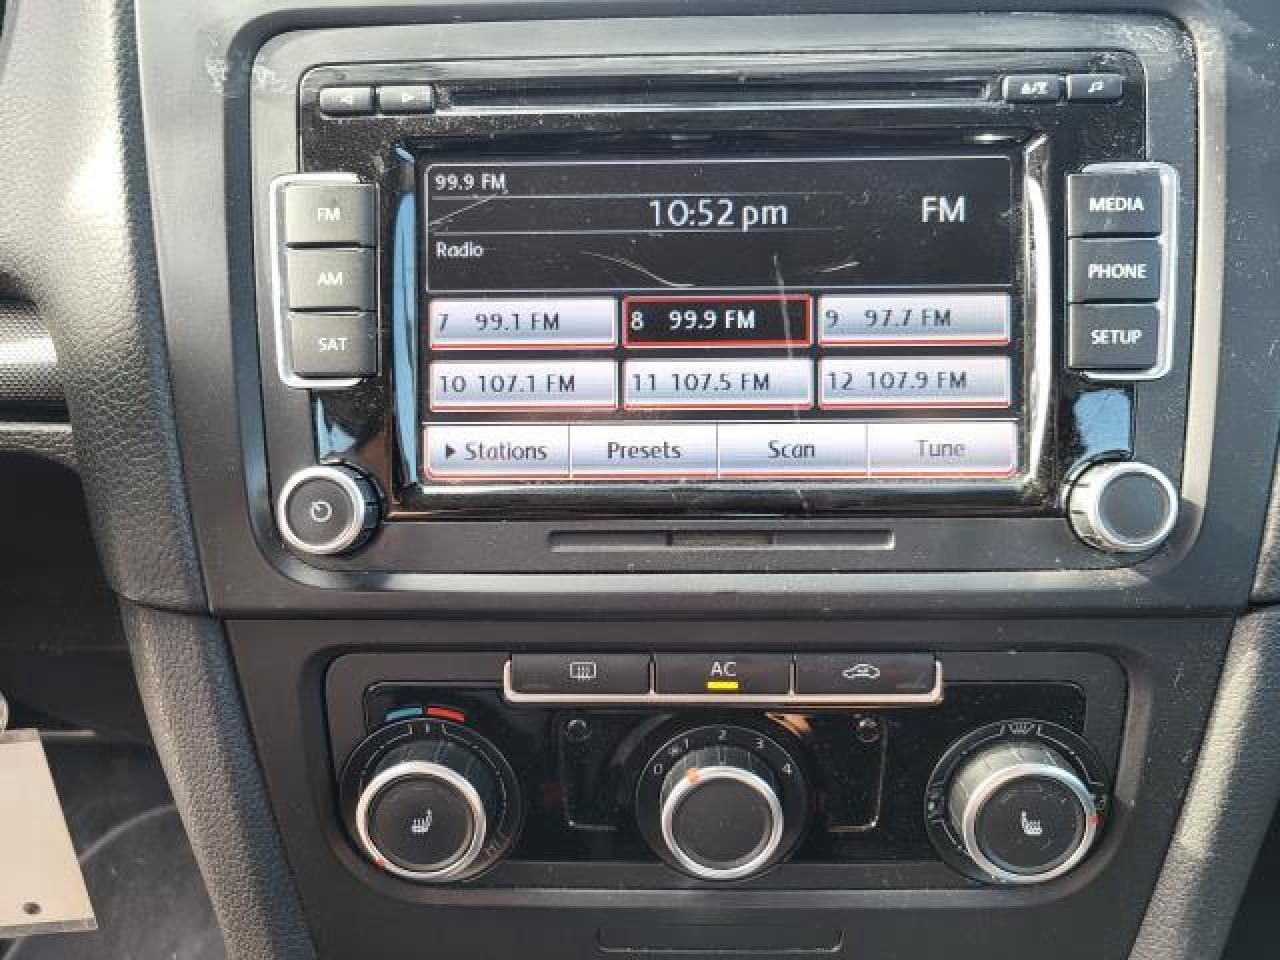 99.9 FM
10:52 pm
FM
Radio
FM
AM
SAT
MEDIA
PHONE
SETUP
7 99.1 FM
8 99.9 FM
9 97.7 FM
10 107.1 FM
11 107.5 FM
12 107.9 FM
Stations
Presets
Scan
Tune
AC
0 1 2 3 4